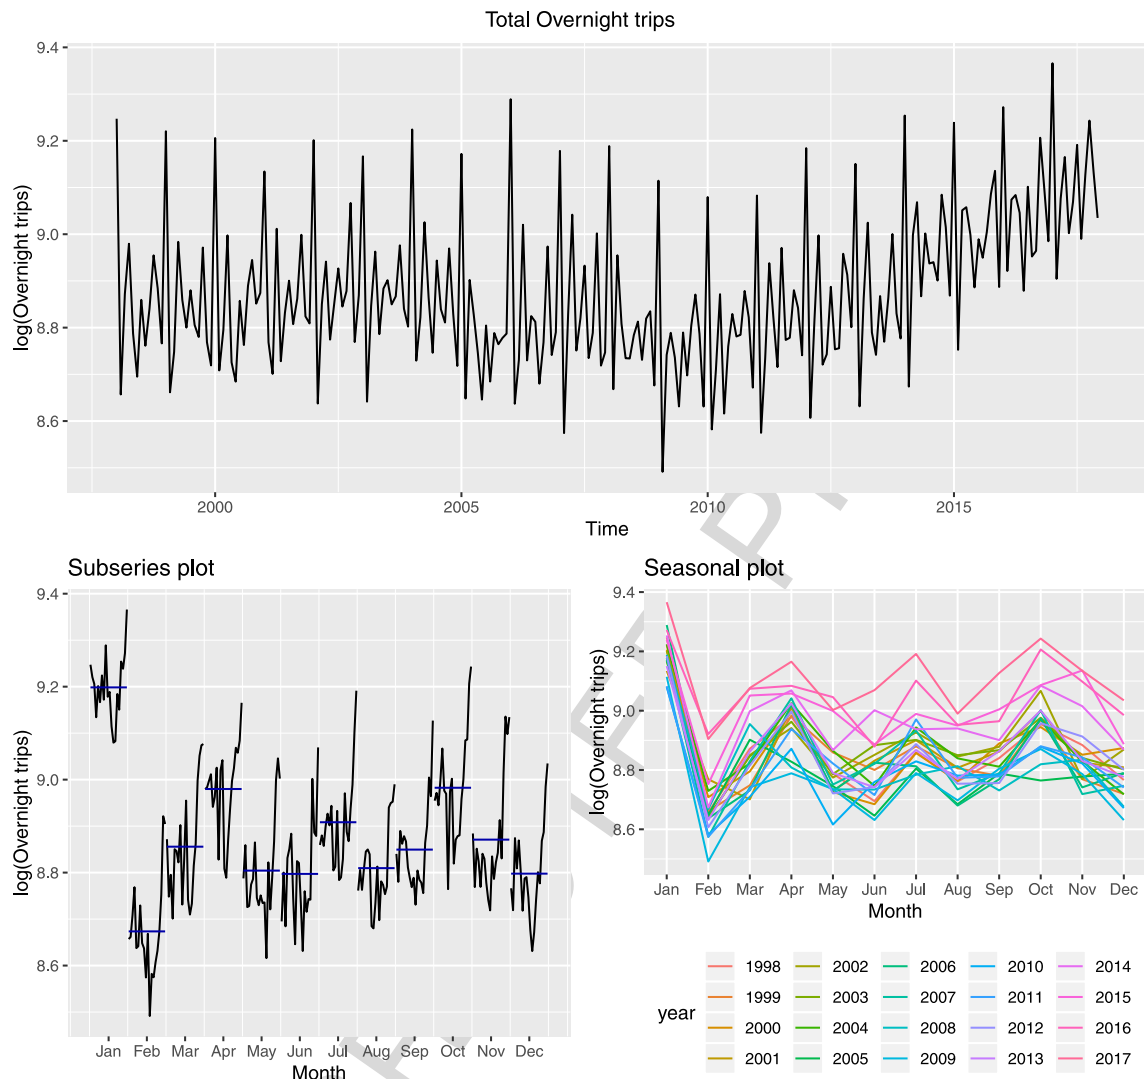 Total Overnight trips
9.4
9.2
9.0
8.8
8.6
log(Overnight trips)
2000 2005 2010 2015
Time
Subseries plot
9.4
9.2
9.0
8.8
8.6
log(Overnight trips)
Jan Feb Mar Apr May Jun Jul Aug Sep Oct Nov Dec
Month
Seasonal plot
9.4
9.2
9.0
8.8
8.6
log(Overnight trips)
Jan Feb Mar Apr May Jun Jul Aug Sep Oct Nov Dec
Month
year
1998 2002 2006 2010 2014
1999 2003 2007 2011 2015
2000 2004 2008 2012 2016
2001 2005 2009 2013 2017